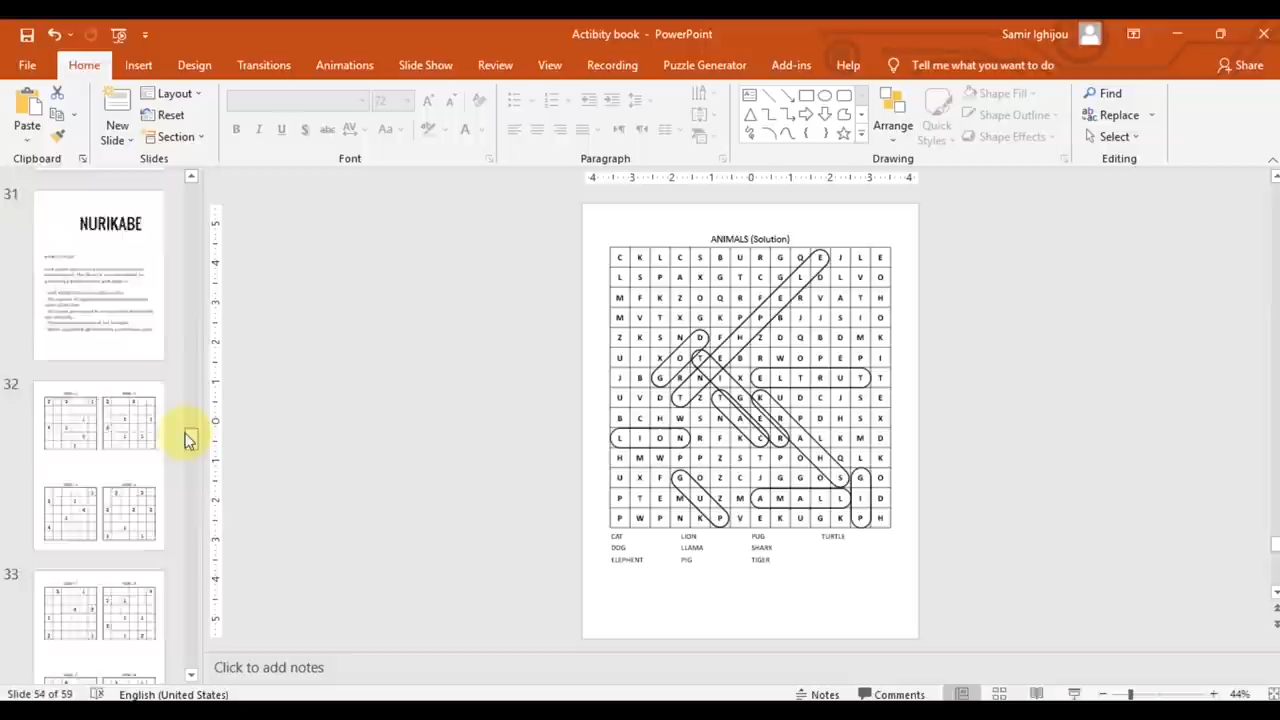 Actibity book - PowerPoint
Samir Ighijou
File Home Insert Design Transitions Animations Slide Show Review View Recording Puzzle Generator Add-ins Help Tell me what you want to do Share
Paste
Clipboard
New Slide
Layout
Reset
Section
Slides
72
B I U S abc AV Aa A
Font
Paragraph
Arrange
Quick Styles
Shape Fill
Shape Outline
Shape Effects
Drawing
Find
Replace
Select
Editing
31
NURIKABE
32
33
ANIMALS (Solution)
C K L C S B U R G Q E J L E
L S P A X G T C G L D L V O
M F K Z O Q R F E R V A T H
M V T X G K P P B J J S I O
Z K S N D F H Z D Q B D M K
U J X O T E B R W O P E P I
J B G R N I X E L T R U T T
U V D T Z T G K U D C J S E
B C H W S N A E R P D H S X
L I O N R F K C R A L K M D
H M W P P Z S T P O H Q L K
U X F G O Z C J G G O S G O
P T E M U Z M A M A L L I D
P W P N K P V E K U G K P H
CAT LION PUG TURTLE
DOG LLAMA SHARK
ELEPHENT PIG TIGER
Click to add notes
Slide 54 of 59
English (United States)
Notes
Comments
44%